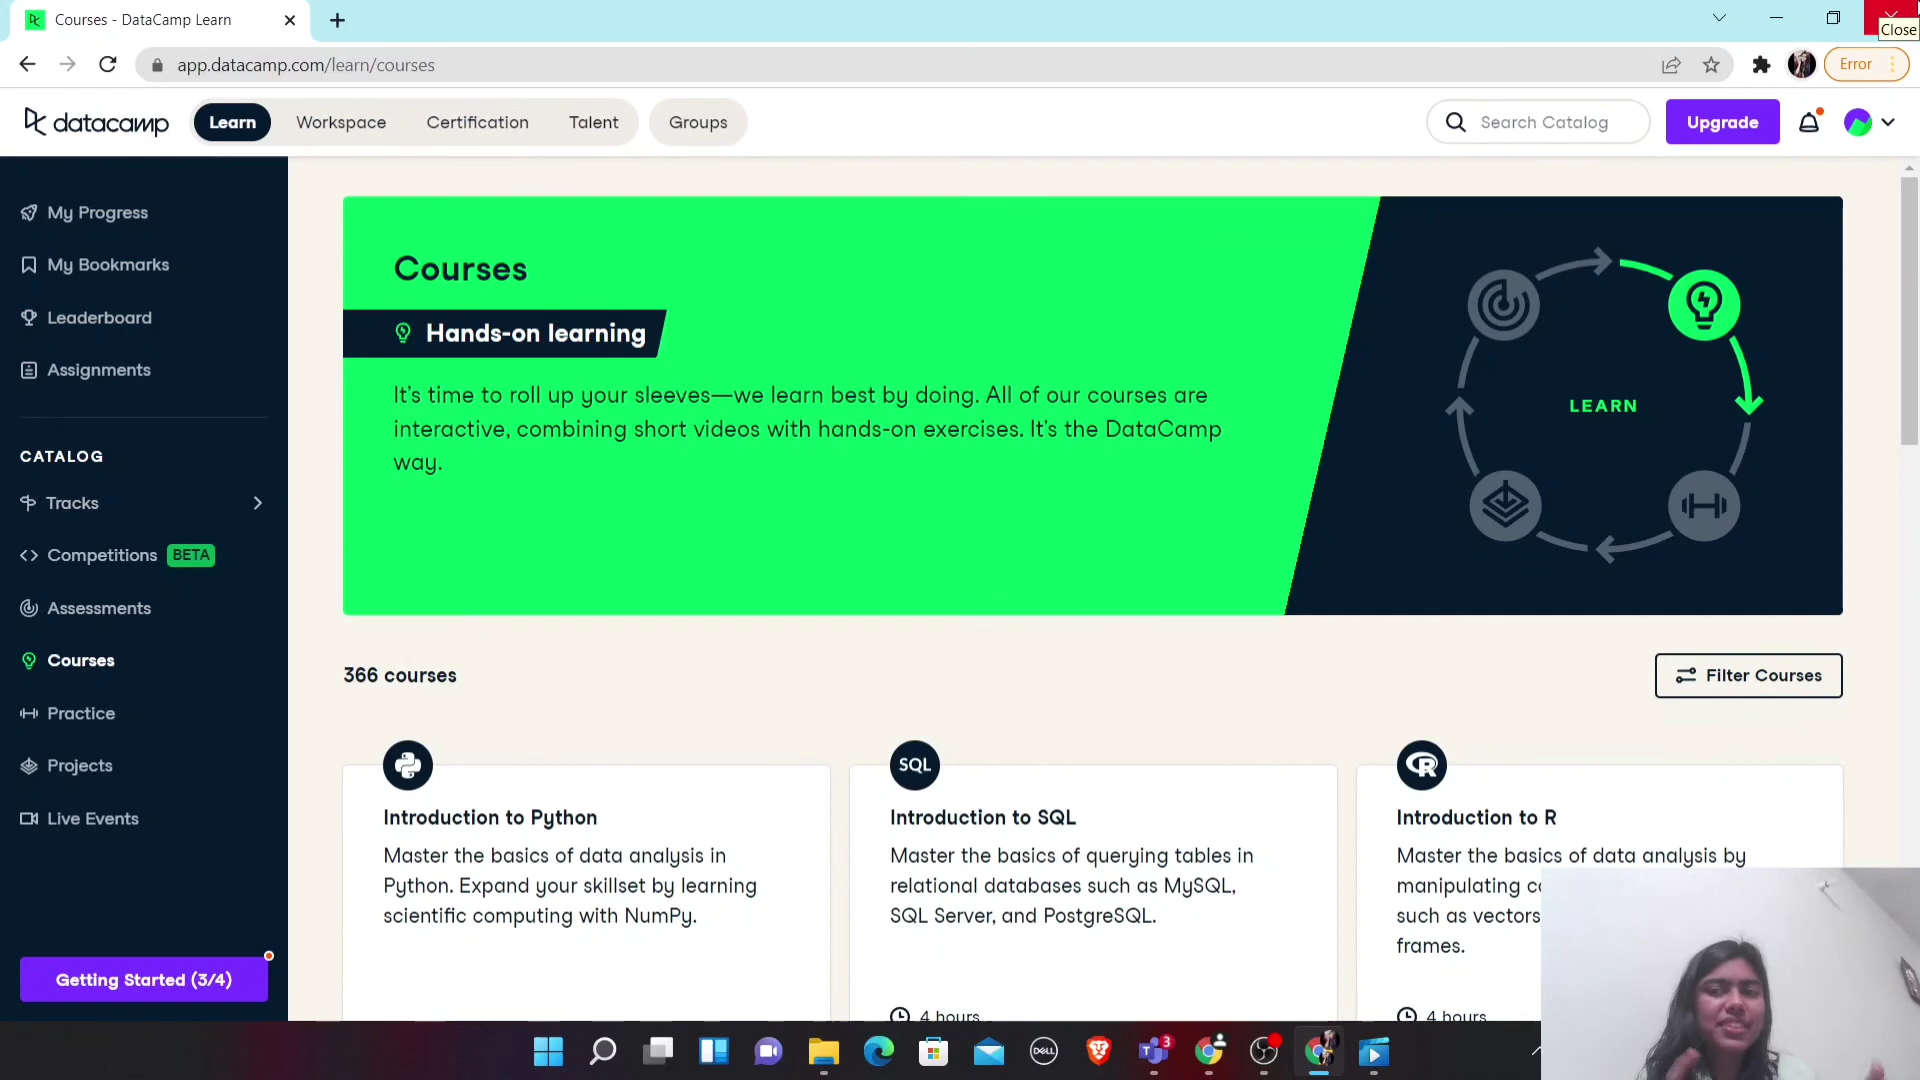 Courses - DataCamp Learn
Close
app.datacamp.com/learn/courses
Error
datacamp
Learn
Workspace
Certification
Talent
Groups
Search Catalog
Upgrade
My Progress
My Bookmarks
Leaderboard
Assignments
CATALOG
Tracks
Competitions BETA
Assessments
Courses
Practice
Projects
Live Events
Getting Started (3/4)
Courses
Hands-on learning
It's time to roll up your sleeves—we learn best by doing. All of our courses are
interactive, combining short videos with hands-on exercises. It's the DataCamp
way.
LEARN
366 courses
Filter Courses
Introduction to Python
Master the basics of data analysis in
Python. Expand your skillset by learning
scientific computing with NumPy.
SQL
Introduction to SQL
Master the basics of querying tables in
relational databases such as MySQL,
SQL Server, and PostgreSQL.
4 hours
R
Introduction to R
Master the basics of data analysis by
manipulating
such as vectors
frames.
4 hours
DELL
3